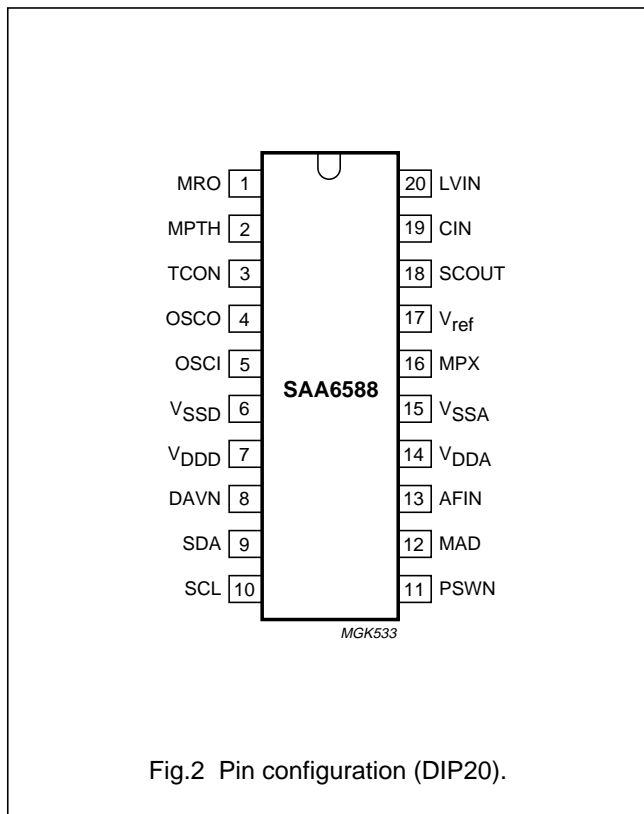 MRO 1 20 LVIN
MPTH 2 19 CIN
TCON 3 18 SCOUT
OSCO 4 17 Vref
OSCI 5 16 MPX
SAA6588
VSSD 6 15 VSSA
VDDD 7 14 VDDA
DAVN 8 13 AFIN
SDA 9 12 MAD
SCL 10 11 PSWN
MGK533
Fig.2 Pin configuration (DIP20).